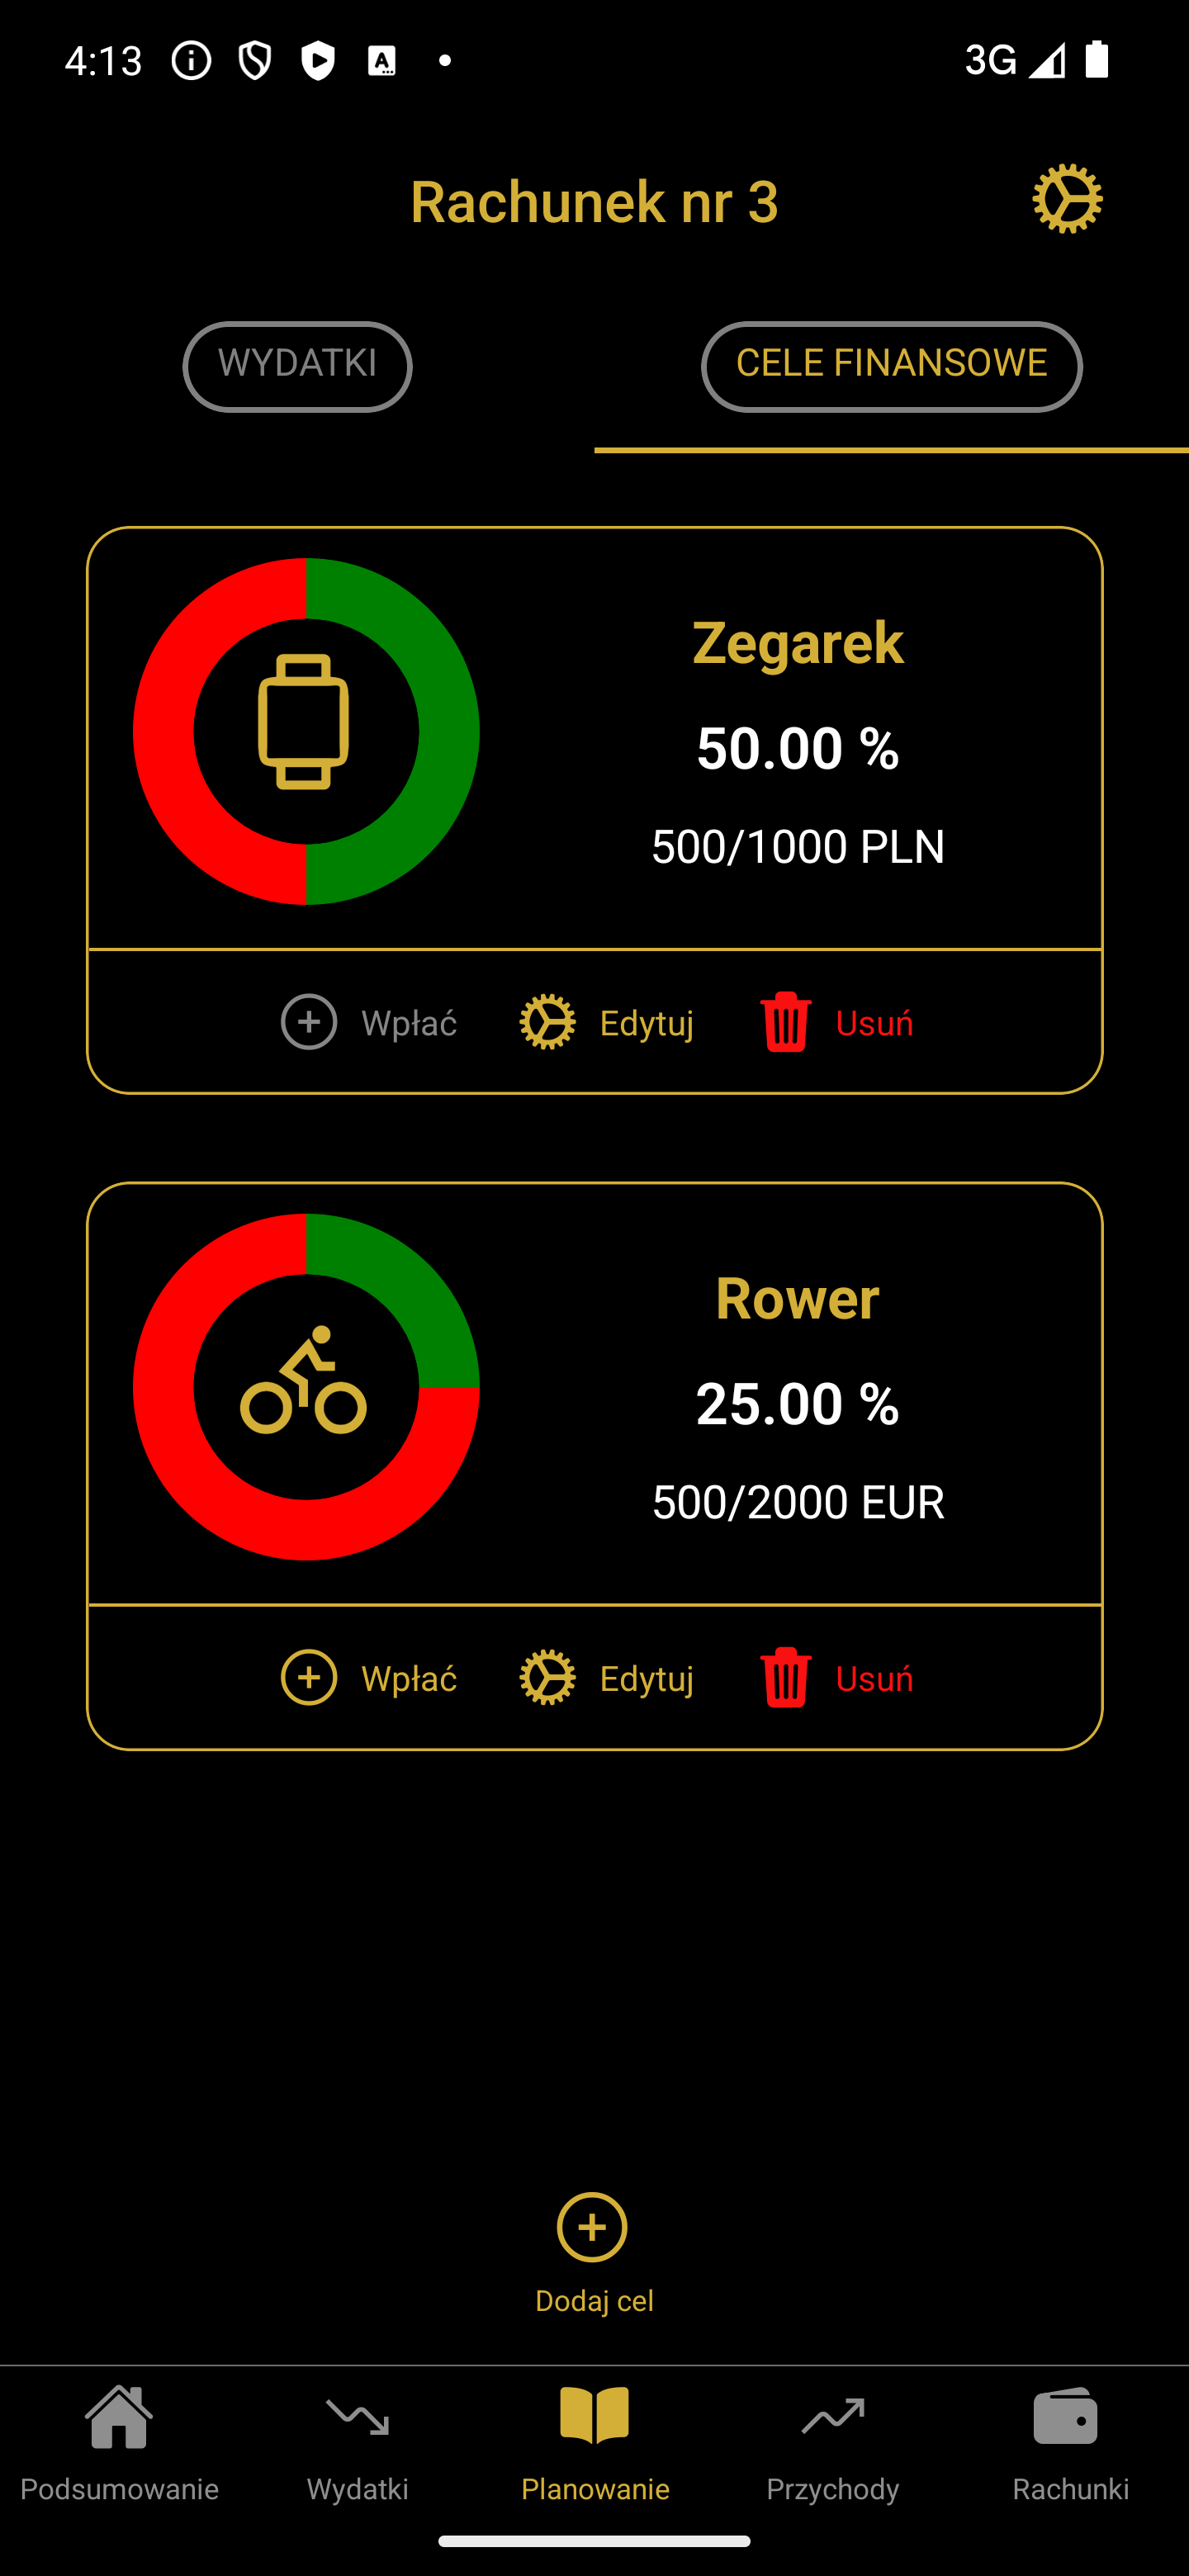 4:13
3G
Rachunek nr 3
WYDATKI
CELE FINANSOWE
Zegarek
50.00 %
500/1000 PLN
Wpłać
Edytuj
Usuń
Rower
25.00 %
500/2000 EUR
Wpłać
Edytuj
Usuń
Dodaj cel
Podsumowanie
Wydatki
Planowanie
Przychody
Rachunki